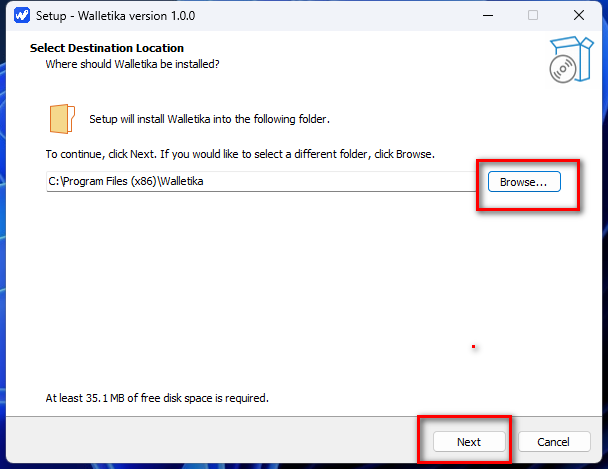 Setup - Walletika version 1.0.0
Select Destination Location
Where should Walletika be installed?
Setup will install Walletika into the following folder.
To continue, click Next. If you would like to select a different folder, click Browse.
C:\Program Files (x86)\Walletika
Browse...
At least 35.1 MB of free disk space is required.
Next
Cancel